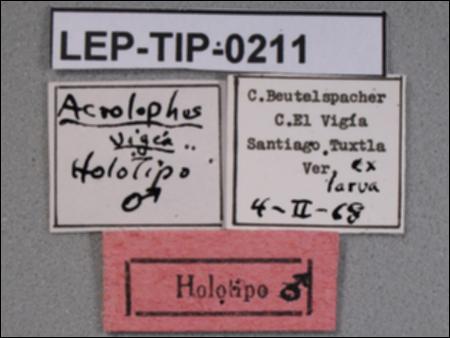 LEP-TIP-0211
Acrolophus
vigia..
Holotipo
♂
C.Beutelspacher
C.El Vigía
Santiago.Tuxtla
Ver. ex
larva
4-II-68
Holotipo ♂